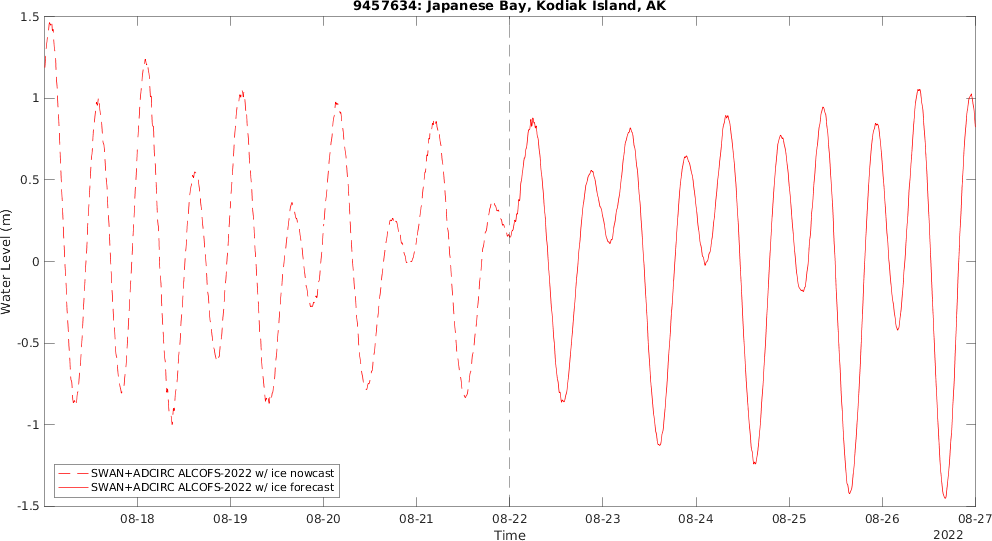 9457634: Japanese Bay, Kodiak Island, AK
1.5
1
0.5
0
-0.5
-1
-1.5
Water Level (m)
SWAN+ADCIRC ALCOFS-2022 w/ ice nowcast
SWAN+ADCIRC ALCOFS-2022 w/ ice forecast
08-18 08-19 08-20 08-21 08-22 08-23 08-24 08-25 08-26 08-27
Time
2022